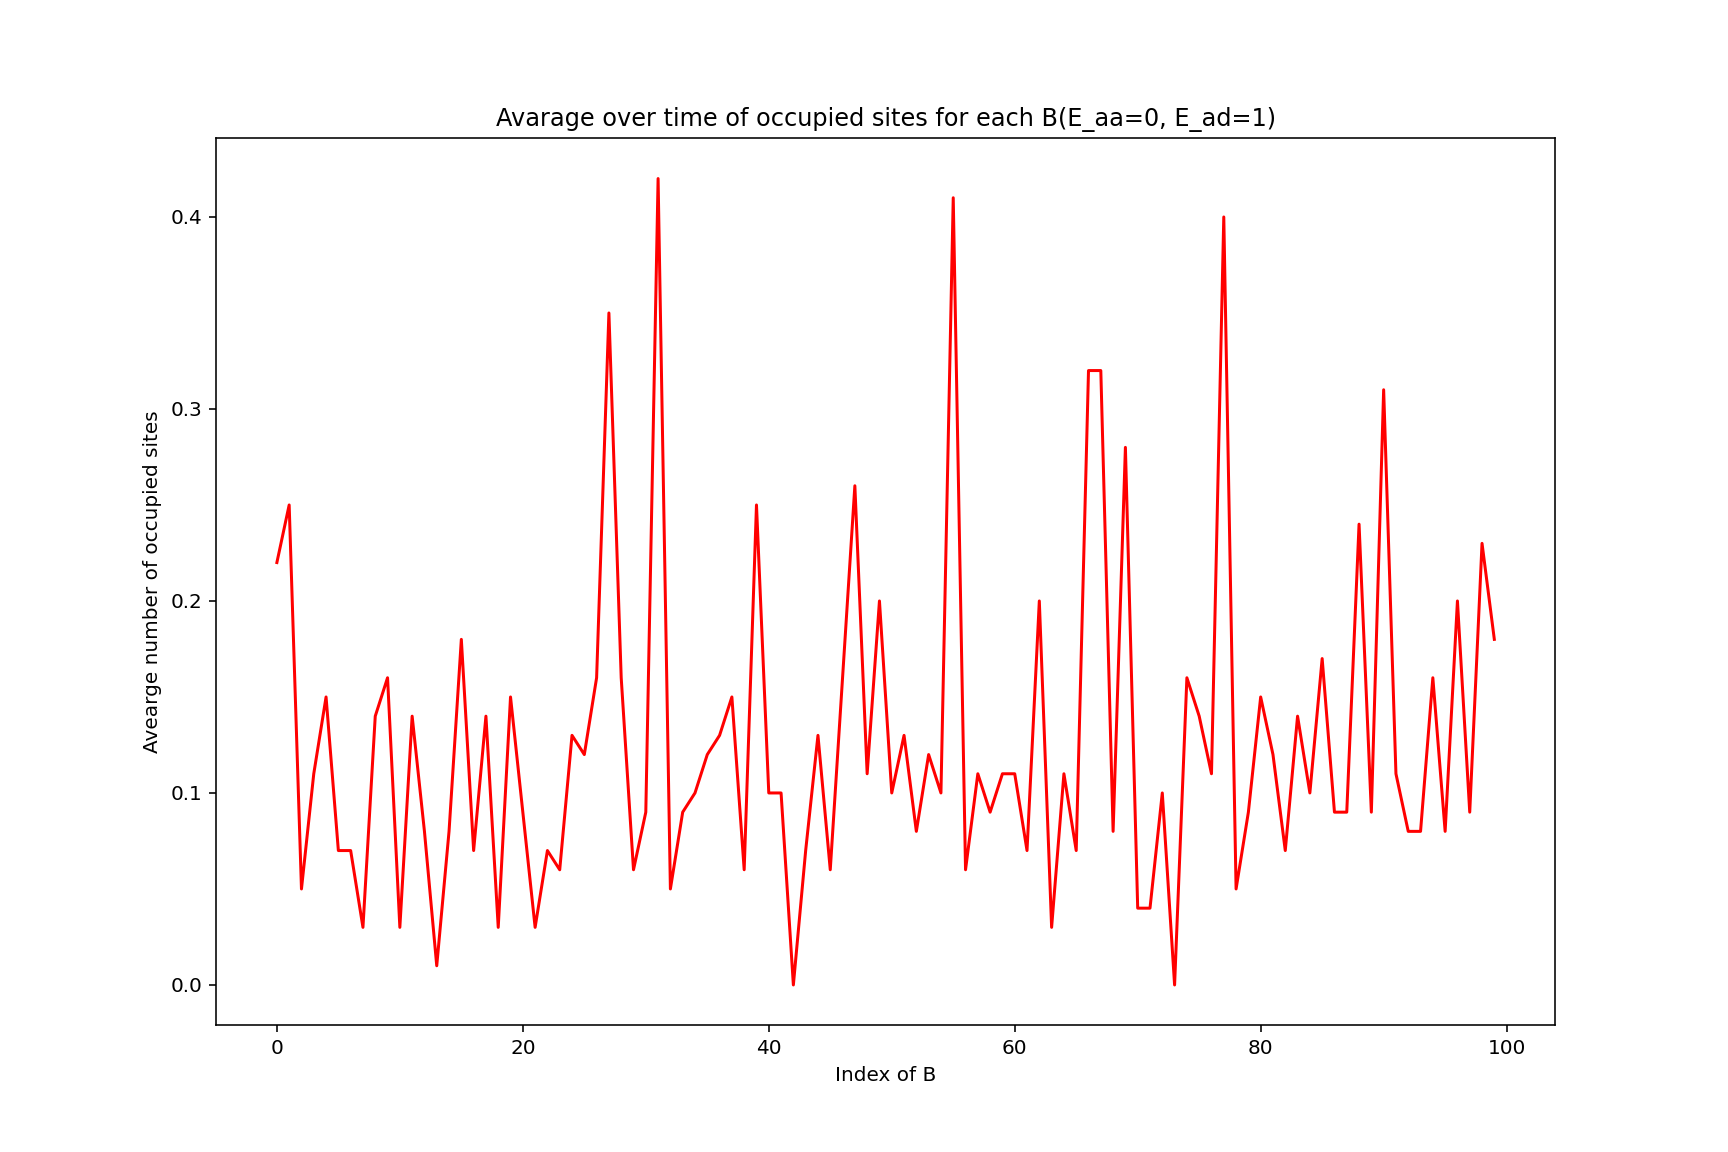 Avarage over time of occupied sites for each B(E_aa=0, E_ad=1)
Avearge number of occupied sites
0.4
0.3
0.2
0.1
0.0
0 20 40 60 80 100
Index of B